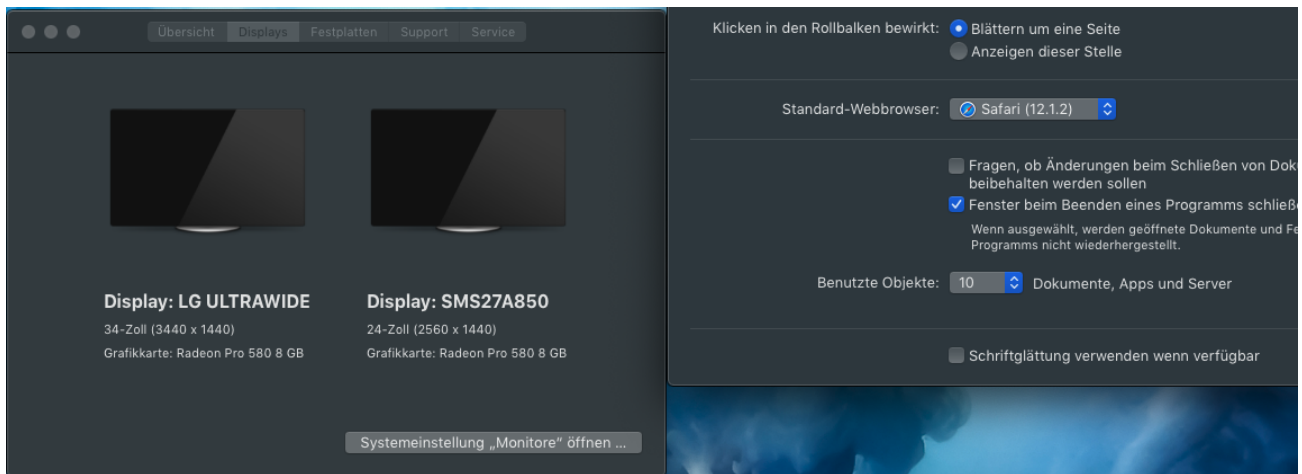 Übersicht Displays Festplatten Support Service
Display: LG ULTRAWIDE
34-Zoll (3440 x 1440)
Grafikkarte: Radeon Pro 580 8 GB
Display: SMS27A850
24-Zoll (2560 x 1440)
Grafikkarte: Radeon Pro 580 8 GB
Systemeinstellung „Monitore" öffnen ...
Klicken in den Rollbalken bewirkt: Blättern um eine Seite
Anzeigen dieser Stelle
Standard-Webbrowser: Safari (12.1.2)
Fragen, ob Änderungen beim Schließen von Dok
beibehalten werden sollen
Fenster beim Beenden eines Programms schließ
Wenn ausgewählt, werden geöffnete Dokumente und Fe
Programms nicht wiederhergestellt.
Benutzte Objekte: 10 Dokumente, Apps und Server
Schriftglättung verwenden wenn verfügbar